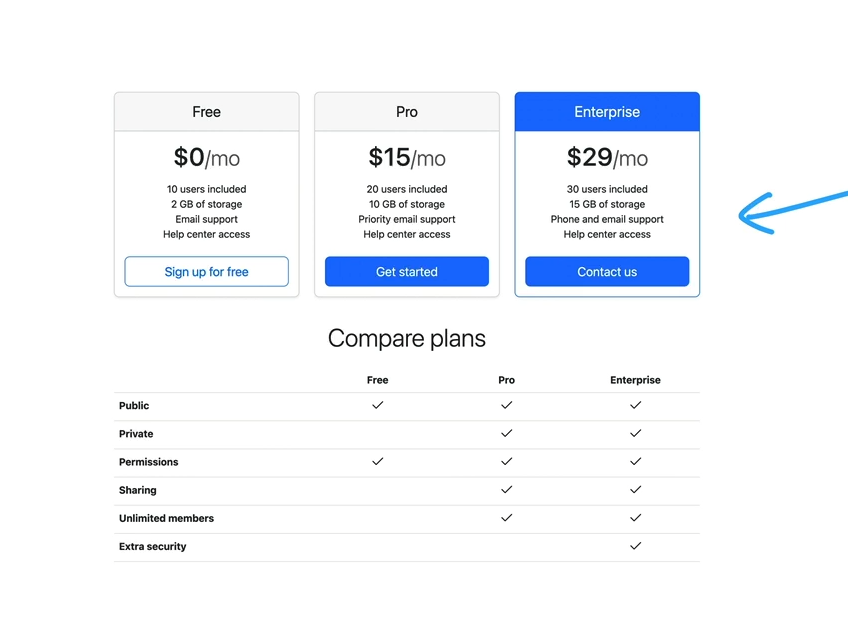 Free
$0/mo
10 users included
2 GB of storage
Email support
Help center access
Sign up for free
Pro
$15/mo
20 users included
10 GB of storage
Priority email support
Help center access
Get started
Enterprise
$29/mo
30 users included
15 GB of storage
Phone and email support
Help center access
Contact us
Compare plans
Free Pro Enterprise
Public
Private
Permissions
Sharing
Unlimited members
Extra security